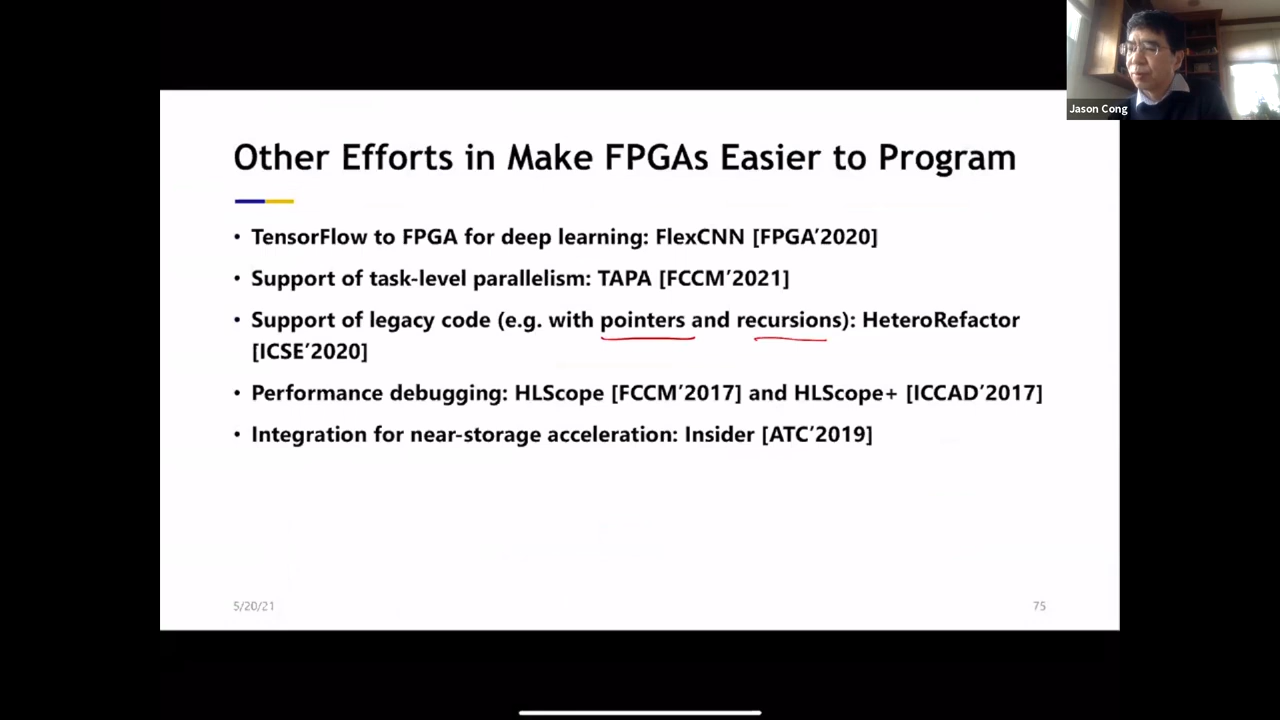 Jason Cong
Other Efforts in Make FPGAs Easier to Program
• TensorFlow to FPGA for deep learning: FlexCNN [FPGA’2020]
• Support of task-level parallelism: TAPA [FCCM’2021]
• Support of legacy code (e.g. with pointers and recursions): HeteroRefactor
[ICSE’2020]
• Performance debugging: HLScope [FCCM’2017] and HLScope+ [ICCAD’2017]
• Integration for near-storage acceleration: Insider [ATC’2019]
5/20/21
75